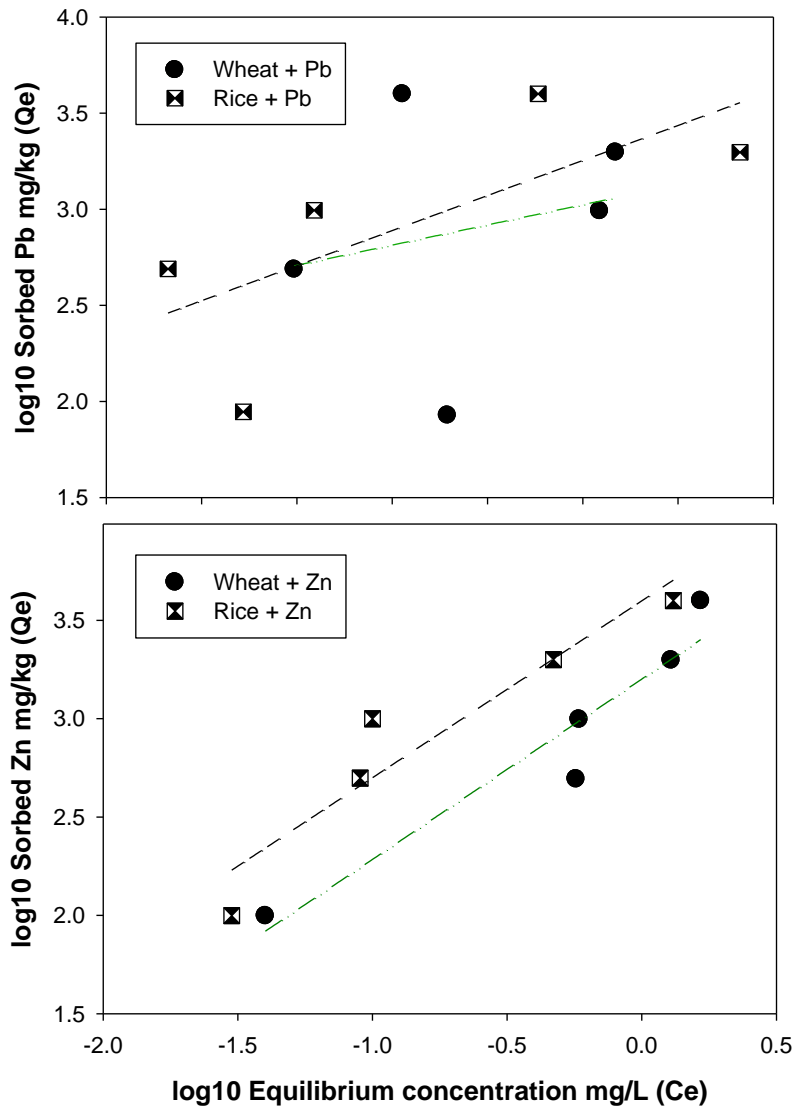 4.0
3.5
3.0
2.5
2.0
1.5
log10 Sorbed Pb mg/kg (Qe)
Wheat + Pb
Rice + Pb
3.5
3.0
2.5
2.0
1.5
log10 Sorbed Zn mg/kg (Qe)
Wheat + Zn
Rice + Zn
-2.0 -1.5 -1.0 -0.5 0.0 0.5
log10 Equilibrium concentration mg/L (Ce)